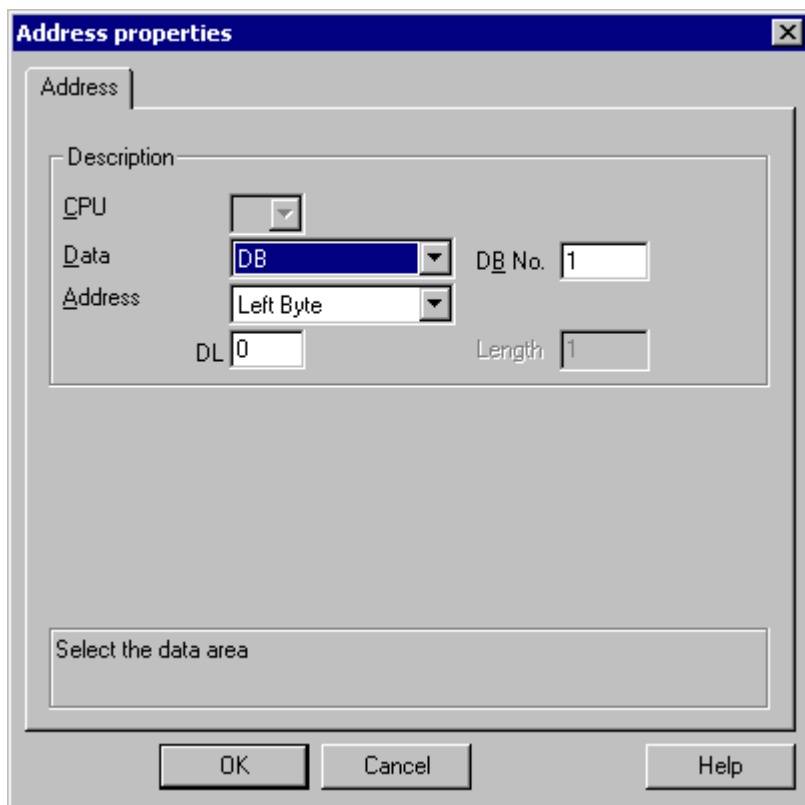 Address properties
Address
Description
CPU
Data DB DB No. 1
Address Left Byte
DL 0 Length 1
Select the data area
OK Cancel Help